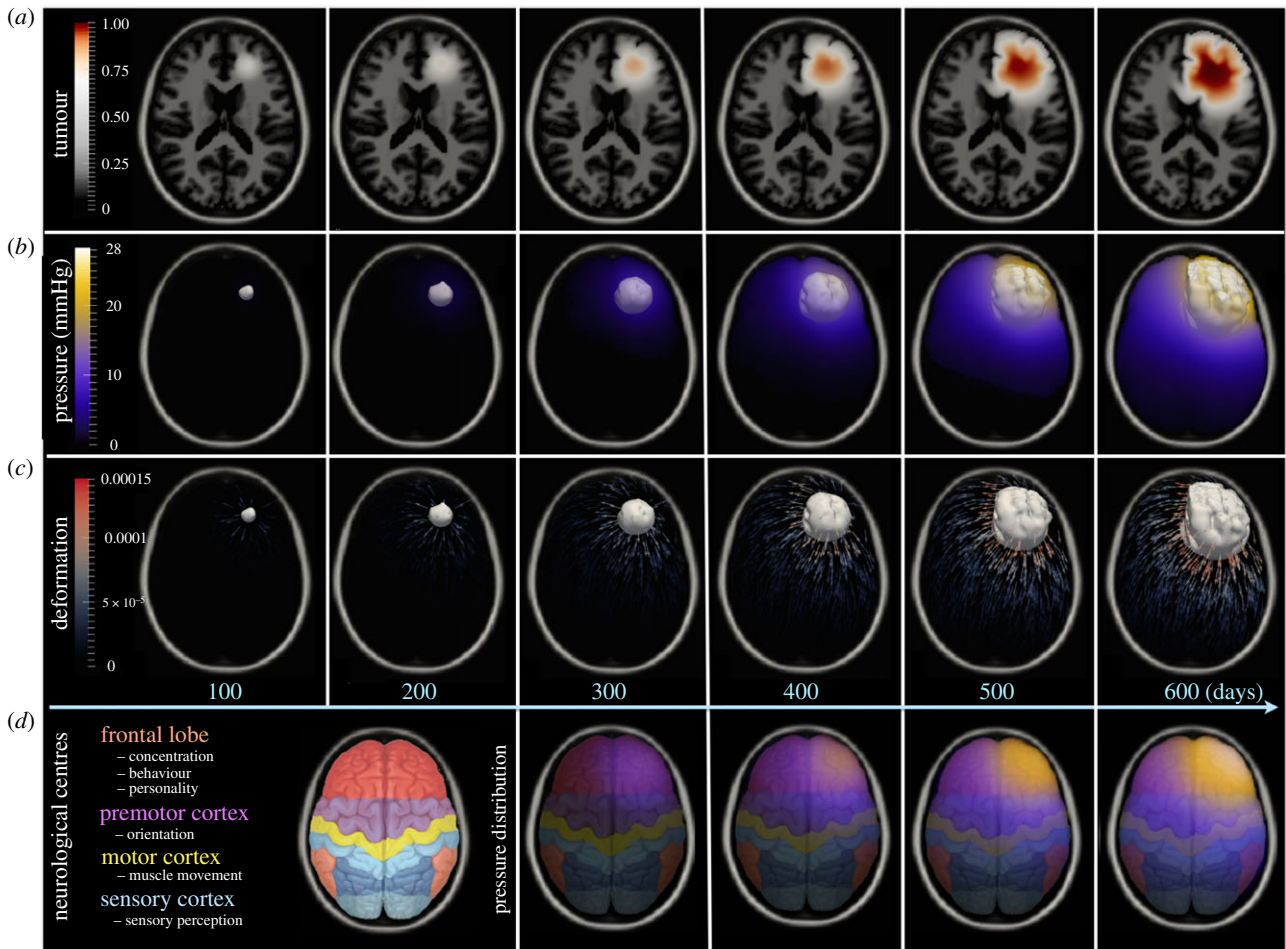 (a)
tumour
1.00
0.75
0.50
0.25
0
(b)
pressure (mmHg)
28
20
10
0
(c)
deformation
0.00015
0.0001
5 × 10⁻⁵
0
100 200 300 400 500 600 (days)
(d)
neurological centres
frontal lobe
– concentration
– behaviour
– personality
premotor cortex
– orientation
motor cortex
– muscle movement
sensory cortex
– sensory perception
pressure distribution